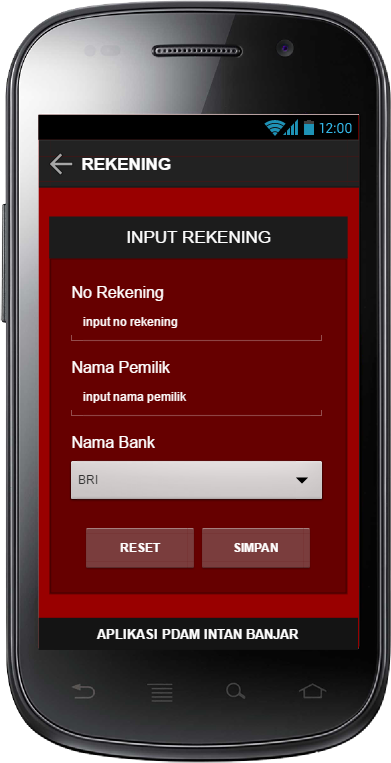 12:00
REKENING
INPUT REKENING
No Rekening
input no rekening
Nama Pemilik
input nama pemilik
Nama Bank
BRI
RESET SIMPAN
APLIKASI PDAM INTAN BANJAR